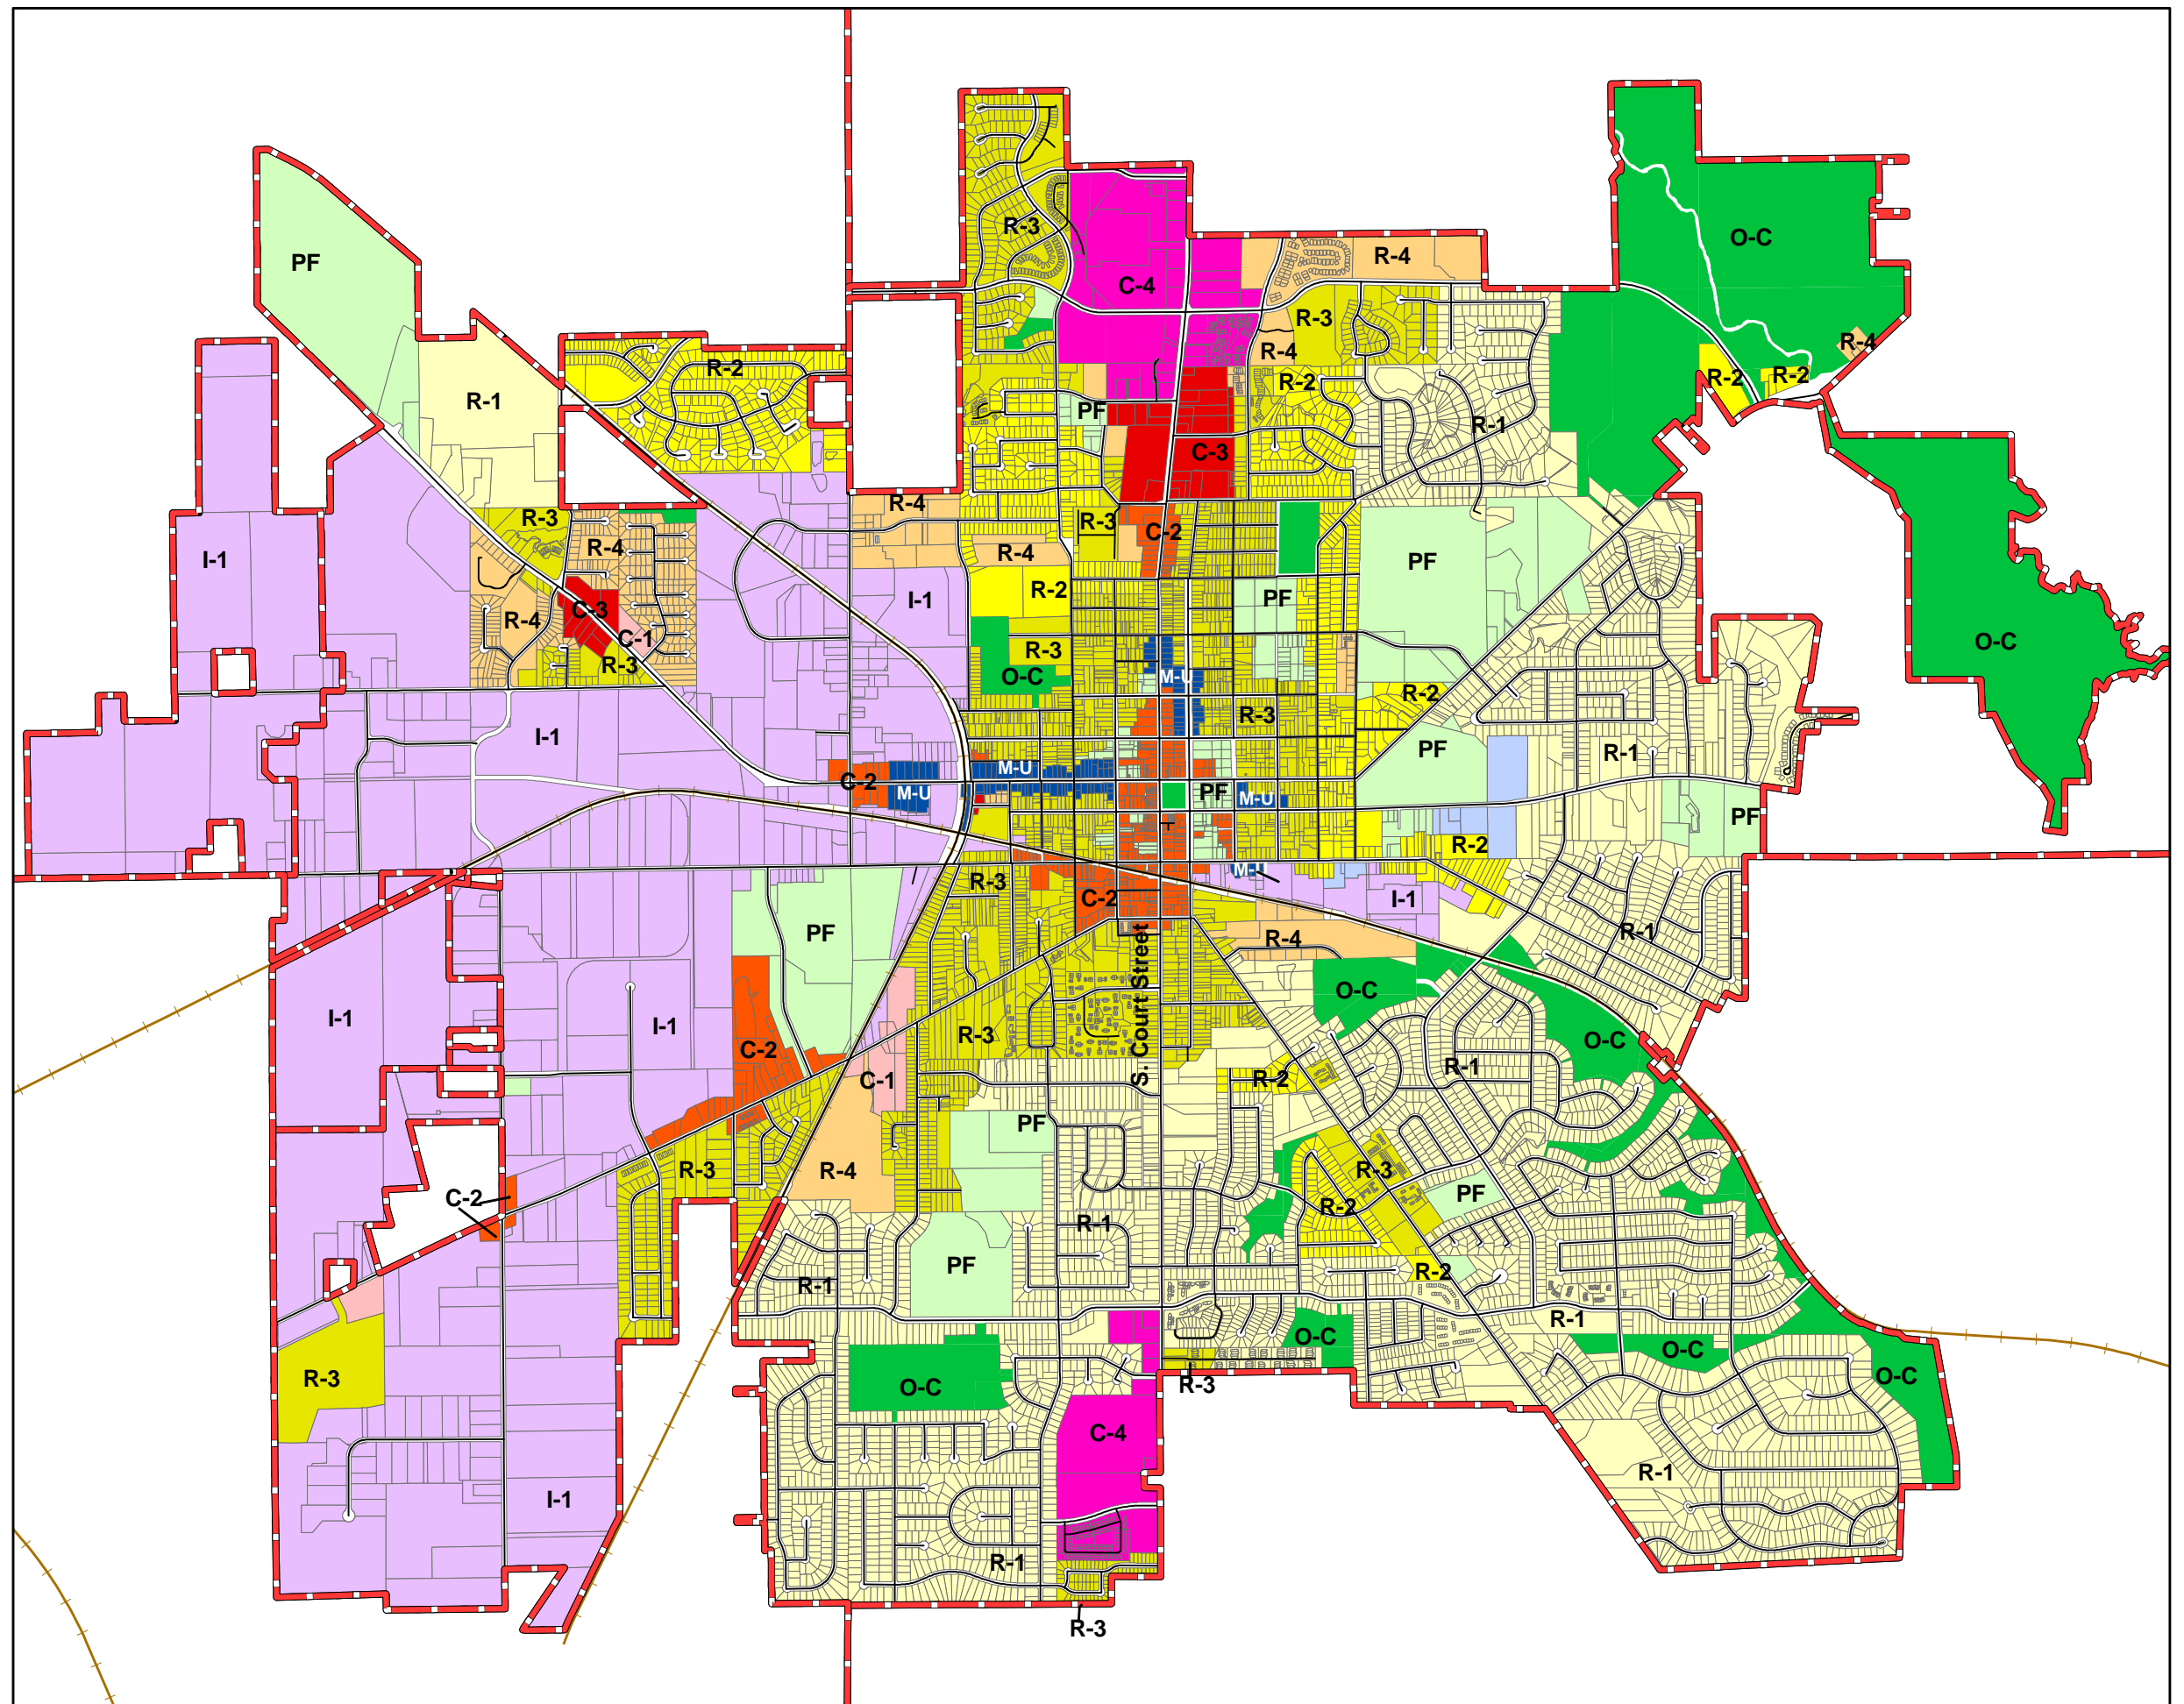 R-3
O-C
R-4
PF
C-4
R-3
R-4
R-4
R-2
R-2
R-2
R-2
R-1
PF
R-1
C-3
R-4
R-3
R-3
C-2
R-4
R-4
I-1
PF
R-2
PF
I-1
C-3
R-4
C-1
O-C
R-3
R-3
O-C
M-U
R-2
R-3
I-1
PF
R-1
M-U
C-2
M-U
PF
M-U
PF
R-2
M-U
R-3
C-2
I-1
PF
R-4
R-1
S. Court Street
O-C
I-1
I-1
R-3
O-C
C-2
R-1
C-1
R-2
PF
R-4
R-3
R-3
PF
C-2
R-2
R-1
PF
R-2
R-1
R-1
O-C
O-C
R-3
O-C
R-3
O-C
C-4
R-1
I-1
R-1
R-3